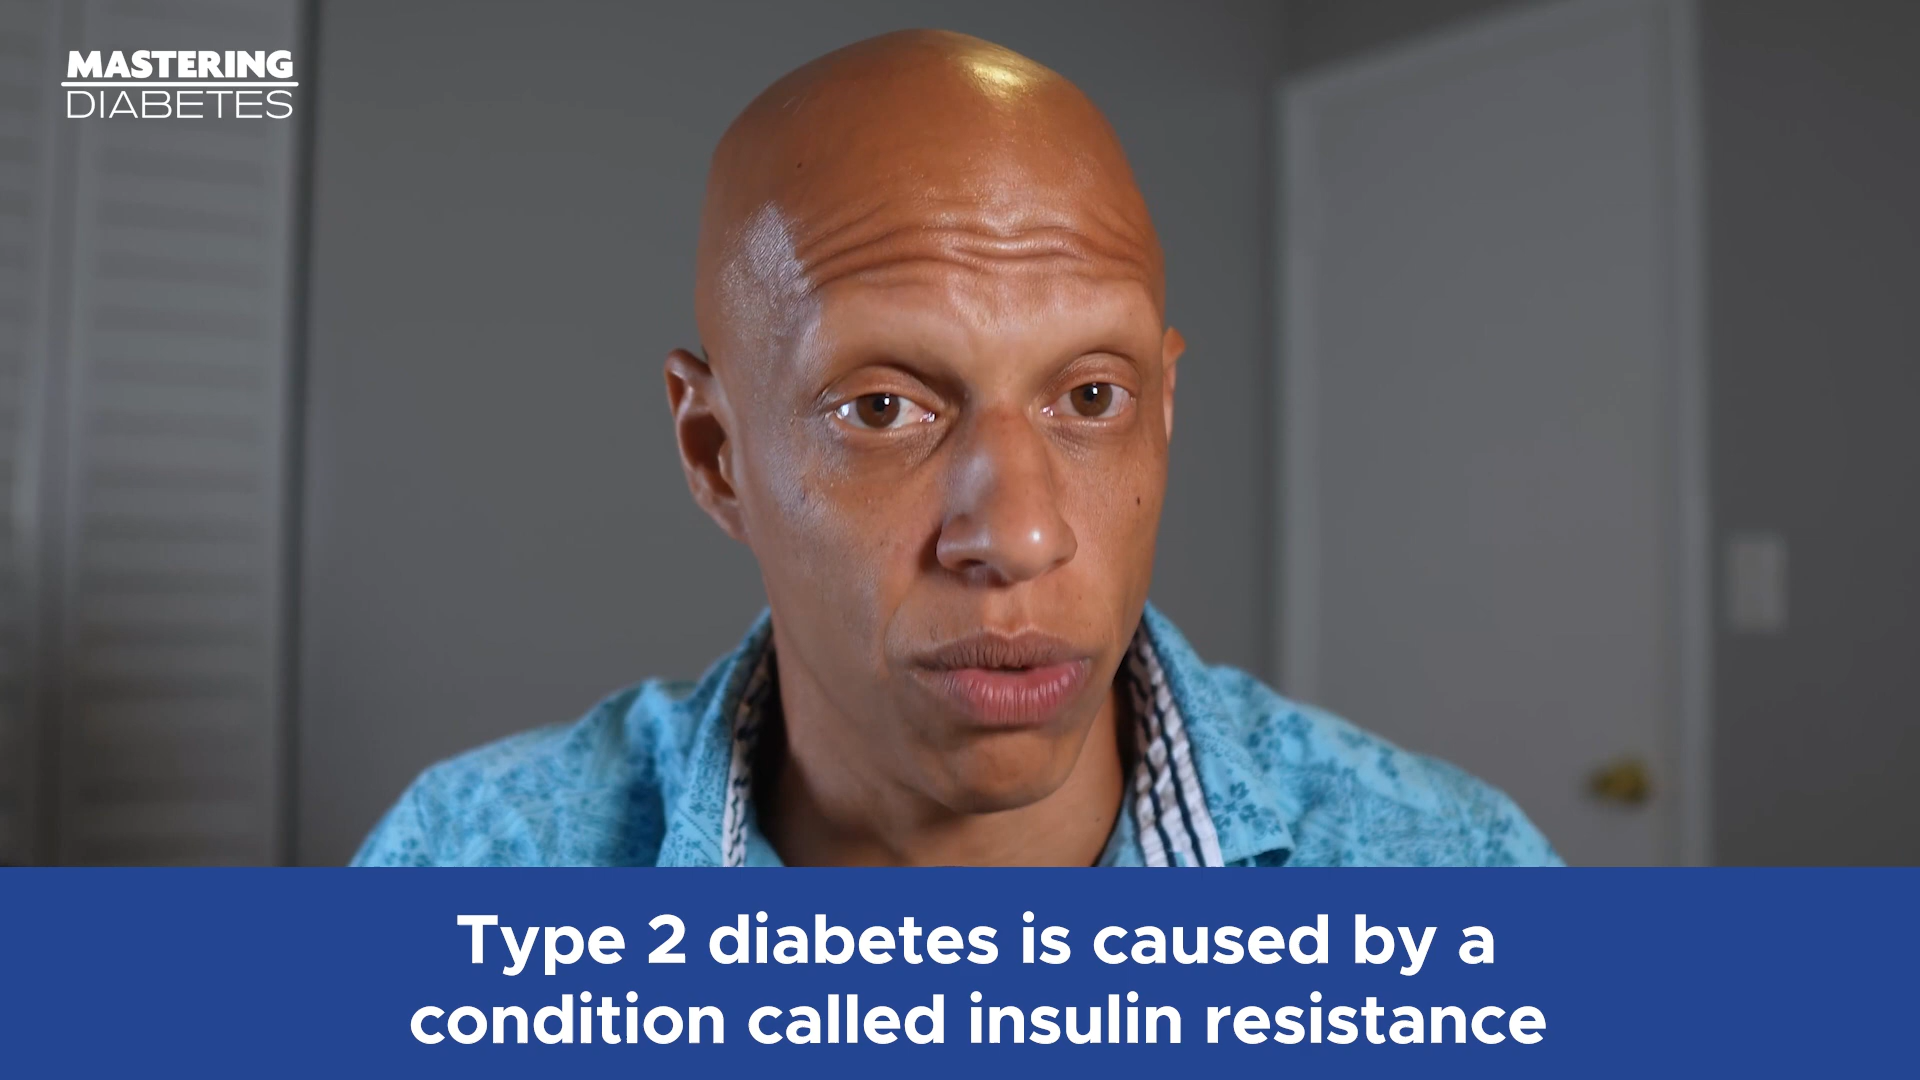 MASTERING
DIABETES
Type 2 diabetes is caused by a
condition called insulin resistance